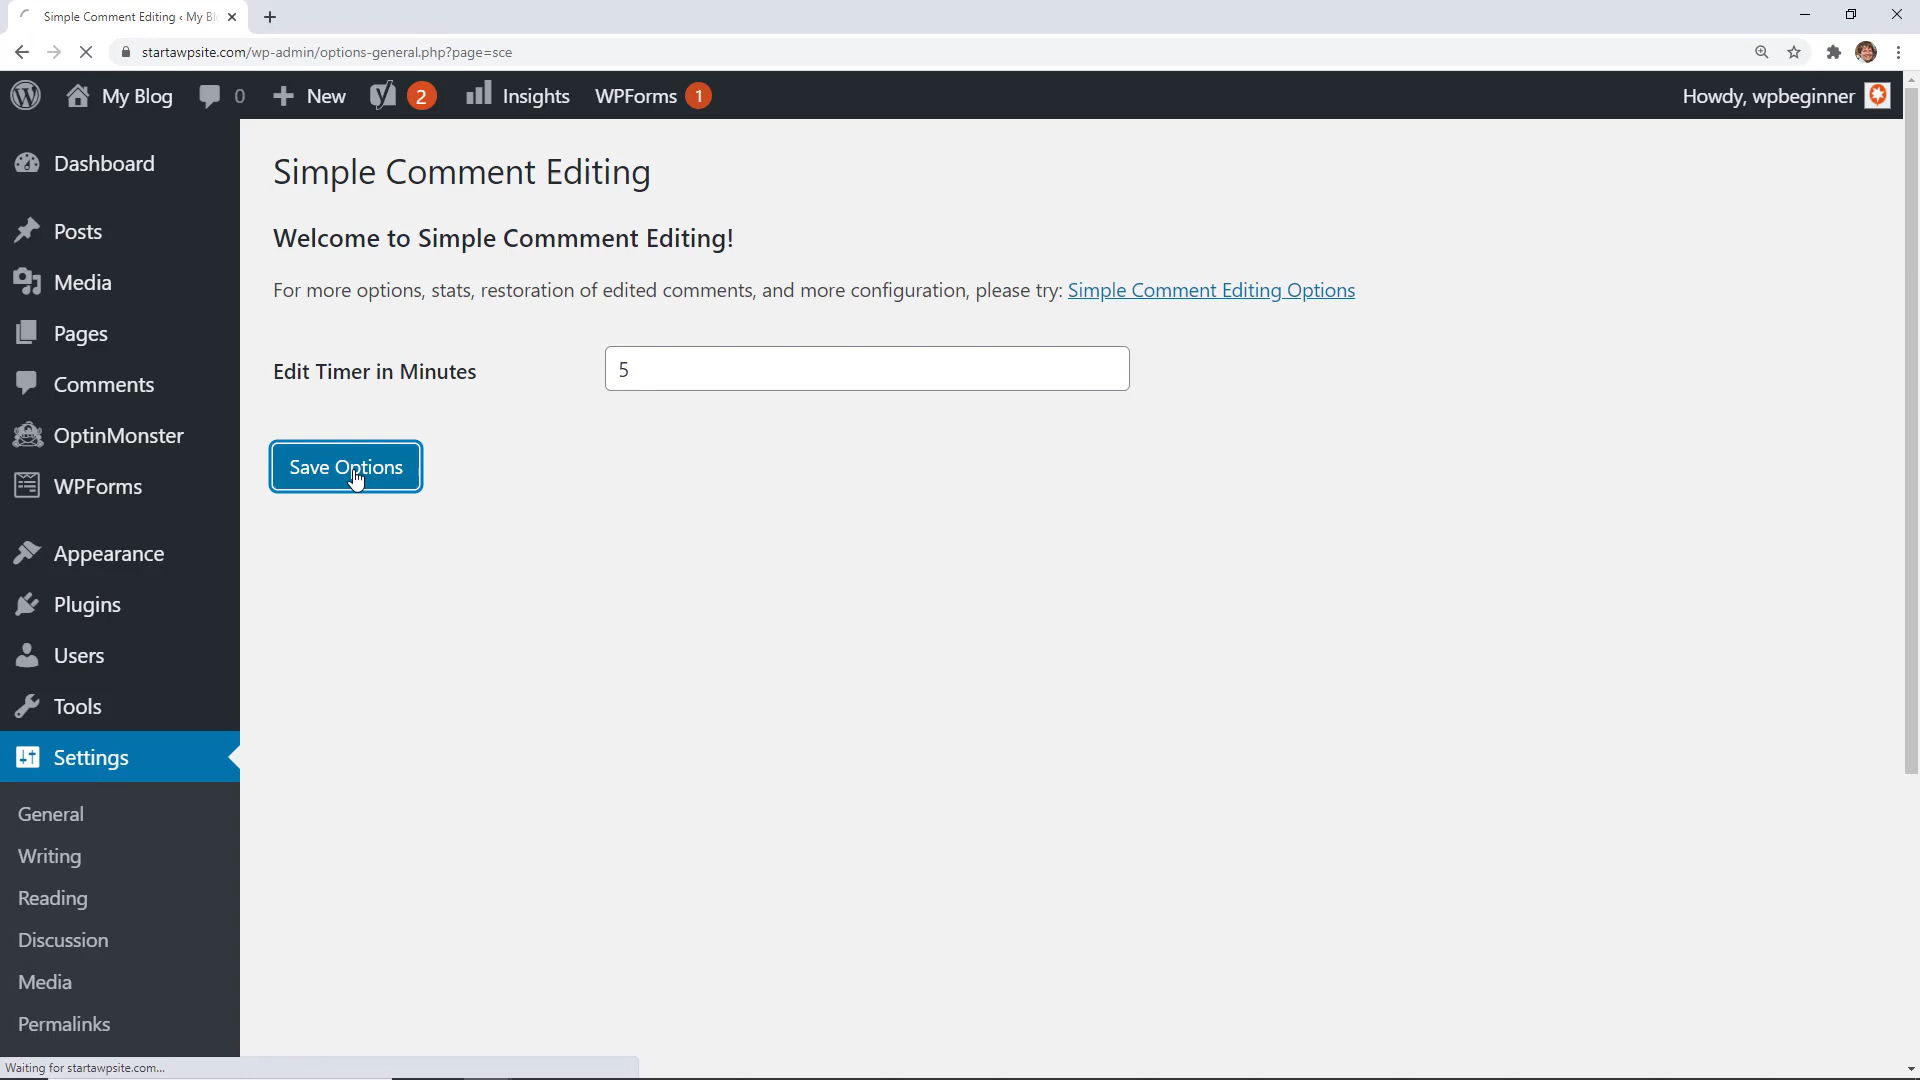 Simple Comment Editing ‹ My Bl
startawpsite.com/wp-admin/options-general.php?page=sce
My Blog 0 New 2 Insights WPForms 1 Howdy, wpbeginner
Dashboard
Posts
Media
Pages
Comments
OptinMonster
WPForms
Appearance
Plugins
Users
Tools
Settings
General
Writing
Reading
Discussion
Media
Permalinks
Simple Comment Editing
Welcome to Simple Commment Editing!
For more options, stats, restoration of edited comments, and more configuration, please try: Simple Comment Editing Options
Edit Timer in Minutes 5
Save Options
Waiting for startawpsite.com...